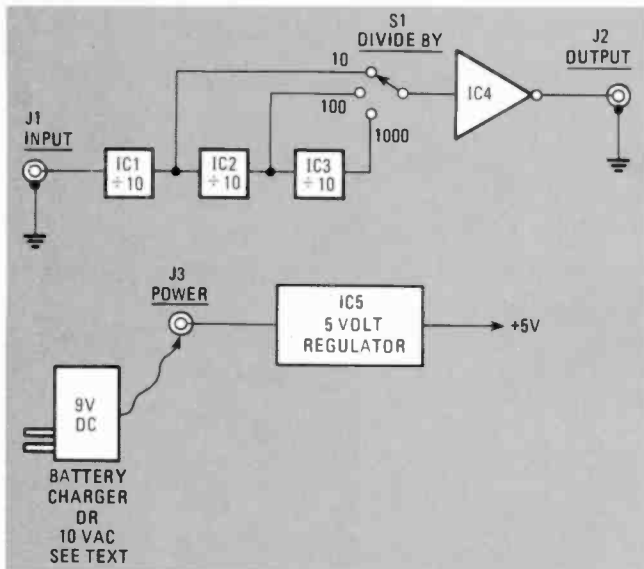 S1
DIVIDE BY
J2
OUTPUT
10
100
1000
IC4
J1
INPUT
IC1
÷ 10
IC2
÷ 10
IC3
÷ 10
J3
POWER
IC5
5 VOLT
REGULATOR
+5V
9V
DC
BATTERY
CHARGER
OR
10 VAC
SEE TEXT